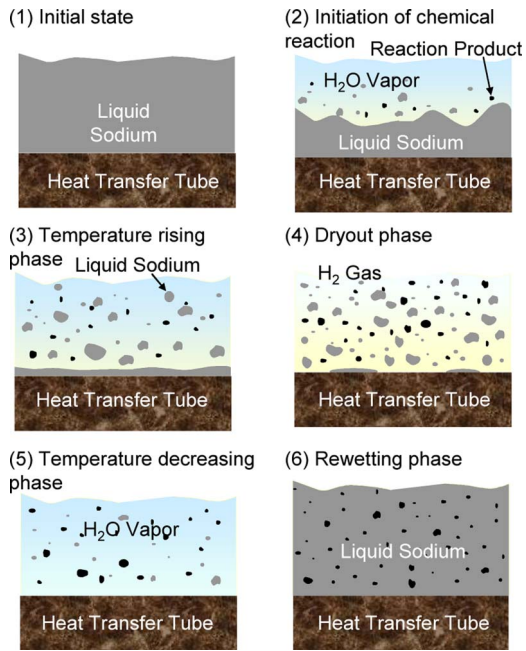 (1) Initial state
Liquid
Sodium
Heat Transfer Tube
(2) Initiation of chemical
reaction
Reaction Product
H₂O Vapor
Liquid Sodium
Heat Transfer Tube
(3) Temperature rising
phase
Liquid Sodium
Heat Transfer Tube
(4) Dryout phase
H₂ Gas
Heat Transfer Tube
(5) Temperature decreasing
phase
H₂O Vapor
Heat Transfer Tube
(6) Rewetting phase
Liquid Sodium
Heat Transfer Tube